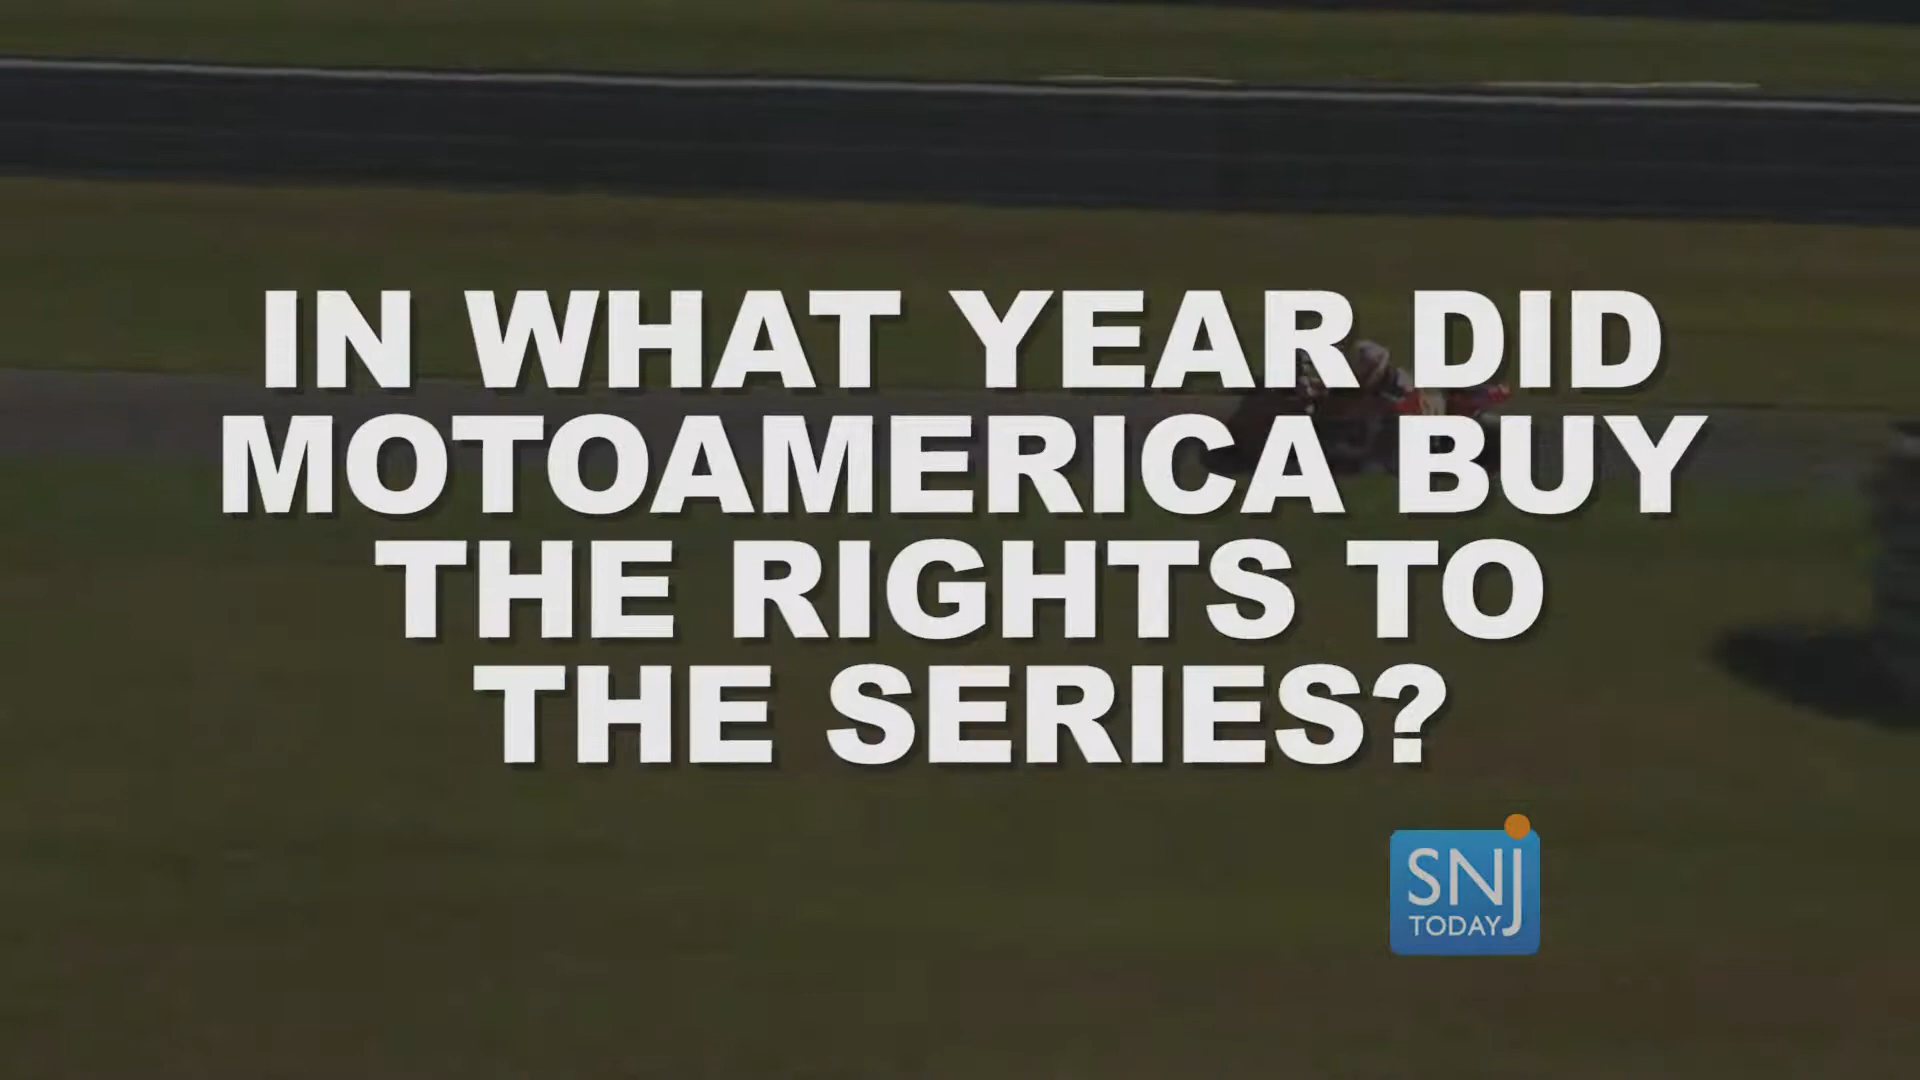 IN WHAT YEAR DID
MOTOAMERICA BUY
THE RIGHTS TO
THE SERIES?
SNJ
TODAY